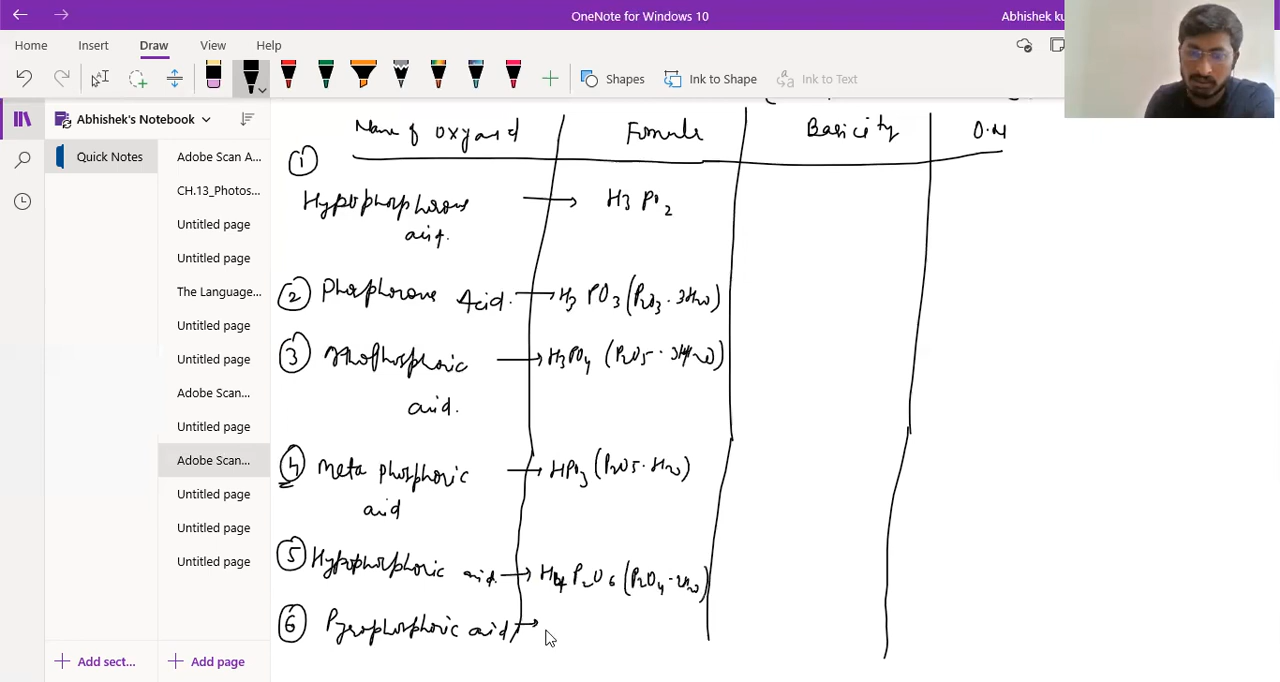 OneNote for Windows 10
Abhishek ku
Home Insert Draw View Help
Shapes Ink to Shape Ink to Text
Abhishek's Notebook
Quick Notes
Adobe Scan A...
CH.13_Photos...
Untitled page
Untitled page
The Language...
Untitled page
Untitled page
Adobe Scan...
Untitled page
Adobe Scan...
Untitled page
Untitled page
Untitled page
+ Add sect... + Add page
Name of oxyacid Formula Basicity O.N
① Hypophosphorous → H3 PO2
acid.
② Phosphorous Acid. → H3 PO3 (P2O3 · 3H2O)
③ Orthophosphoric → H3PO4 (P2O5 · 3H2O)
acid.
④ Meta phosphoric → HPO3 (P2O5 · H2O)
acid
⑤ Hypophosphoric acid → H4 P2O6 (P2O4 · 2H2O)
⑥ Pyrophosphoric acid →